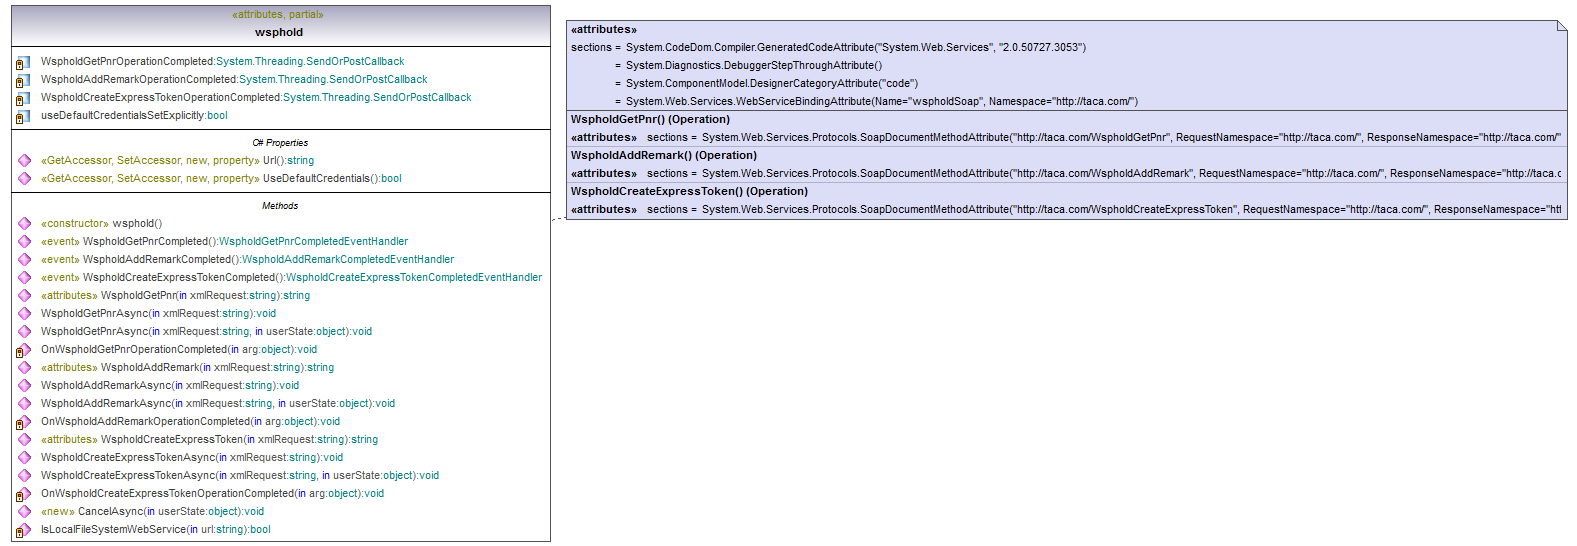 «attributes, partial»
wsphold
WspholdGetPnrOperationCompleted:System.Threading.SendOrPostCallback
WspholdAddRemarkOperationCompleted:System.Threading.SendOrPostCallback
WspholdCreateExpressTokenOperationCompleted:System.Threading.SendOrPostCallback
useDefaultCredentialsSetExplicitly:bool
C# Properties
«GetAccessor, SetAccessor, new, property» Url():string
«GetAccessor, SetAccessor, new, property» UseDefaultCredentials():bool
Methods
«constructor» wsphold()
«event» WspholdGetPnrCompleted():WspholdGetPnrCompletedEventHandler
«event» WspholdAddRemarkCompleted():WspholdAddRemarkCompletedEventHandler
«event» WspholdCreateExpressTokenCompleted():WspholdCreateExpressTokenCompletedEventHandler
«attributes» WspholdGetPnr(in xmlRequest:string):string
WspholdGetPnrAsync(in xmlRequest:string):void
WspholdGetPnrAsync(in xmlRequest:string, in userState:object):void
OnWspholdGetPnrOperationCompleted(in arg:object):void
«attributes» WspholdAddRemark(in xmlRequest:string):string
WspholdAddRemarkAsync(in xmlRequest:string):void
WspholdAddRemarkAsync(in xmlRequest:string, in userState:object):void
OnWspholdAddRemarkOperationCompleted(in arg:object):void
«attributes» WspholdCreateExpressToken(in xmlRequest:string):string
WspholdCreateExpressTokenAsync(in xmlRequest:string):void
WspholdCreateExpressTokenAsync(in xmlRequest:string, in userState:object):void
OnWspholdCreateExpressTokenOperationCompleted(in arg:object):void
«new» CancelAsync(in userState:object):void
IsLocalFileSystemWebService(in url:string):bool
«attributes»
sections = System.CodeDom.Compiler.GeneratedCodeAttribute("System.Web.Services", "2.0.50727.3053")
= System.Diagnostics.DebuggerStepThroughAttribute()
= System.ComponentModel.DesignerCategoryAttribute("code")
= System.Web.Services.WebServiceBindingAttribute(Name="wspholdSoap", Namespace="http://taca.com/")
WspholdGetPnr() (Operation)
«attributes» sections = System.Web.Services.Protocols.SoapDocumentMethodAttribute("http://taca.com/WspholdGetPnr", RequestNamespace="http://taca.com/", ResponseNamespace="http://taca.com/"
WspholdAddRemark() (Operation)
«attributes» sections = System.Web.Services.Protocols.SoapDocumentMethodAttribute("http://taca.com/WspholdAddRemark", RequestNamespace="http://taca.com/", ResponseNamespace="http://taca.c
WspholdCreateExpressToken() (Operation)
«attributes» sections = System.Web.Services.Protocols.SoapDocumentMethodAttribute("http://taca.com/WspholdCreateExpressToken", RequestNamespace="http://taca.com/", ResponseNamespace="htt